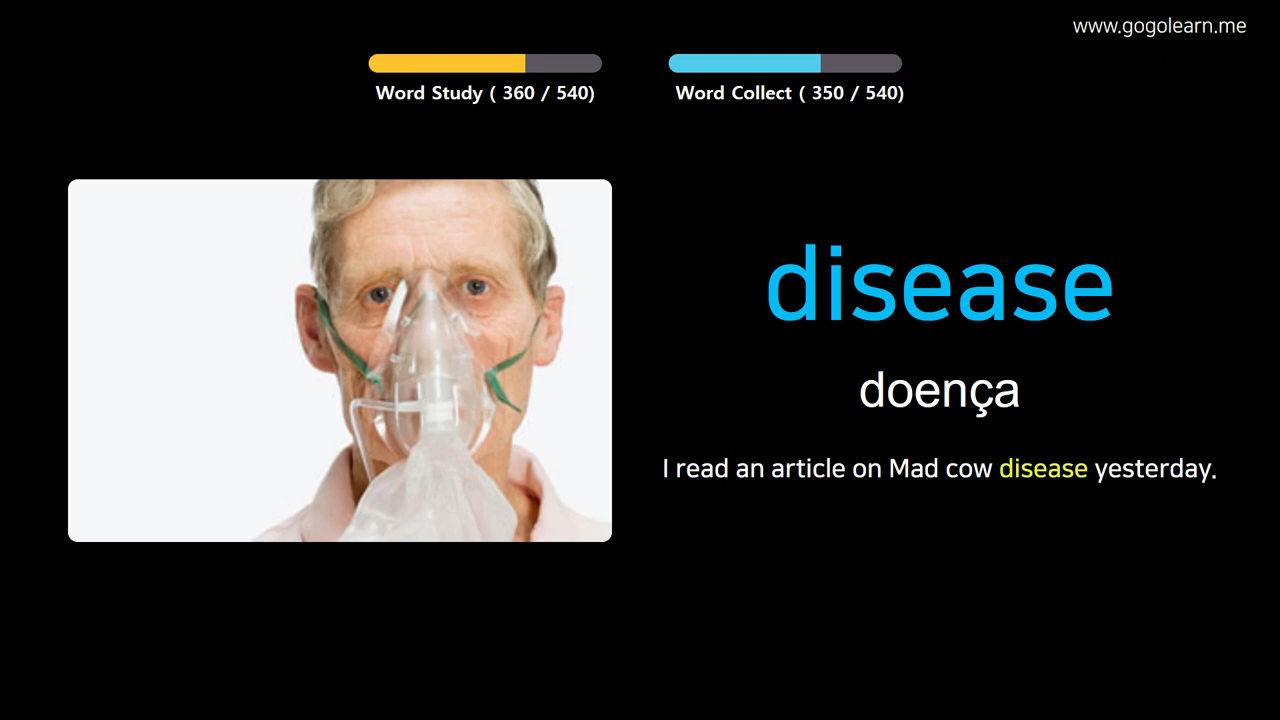 www.gogolearn.me
Word Study ( 360 / 540)
Word Collect ( 350 / 540)
disease
doença
I read an article on Mad cow disease yesterday.